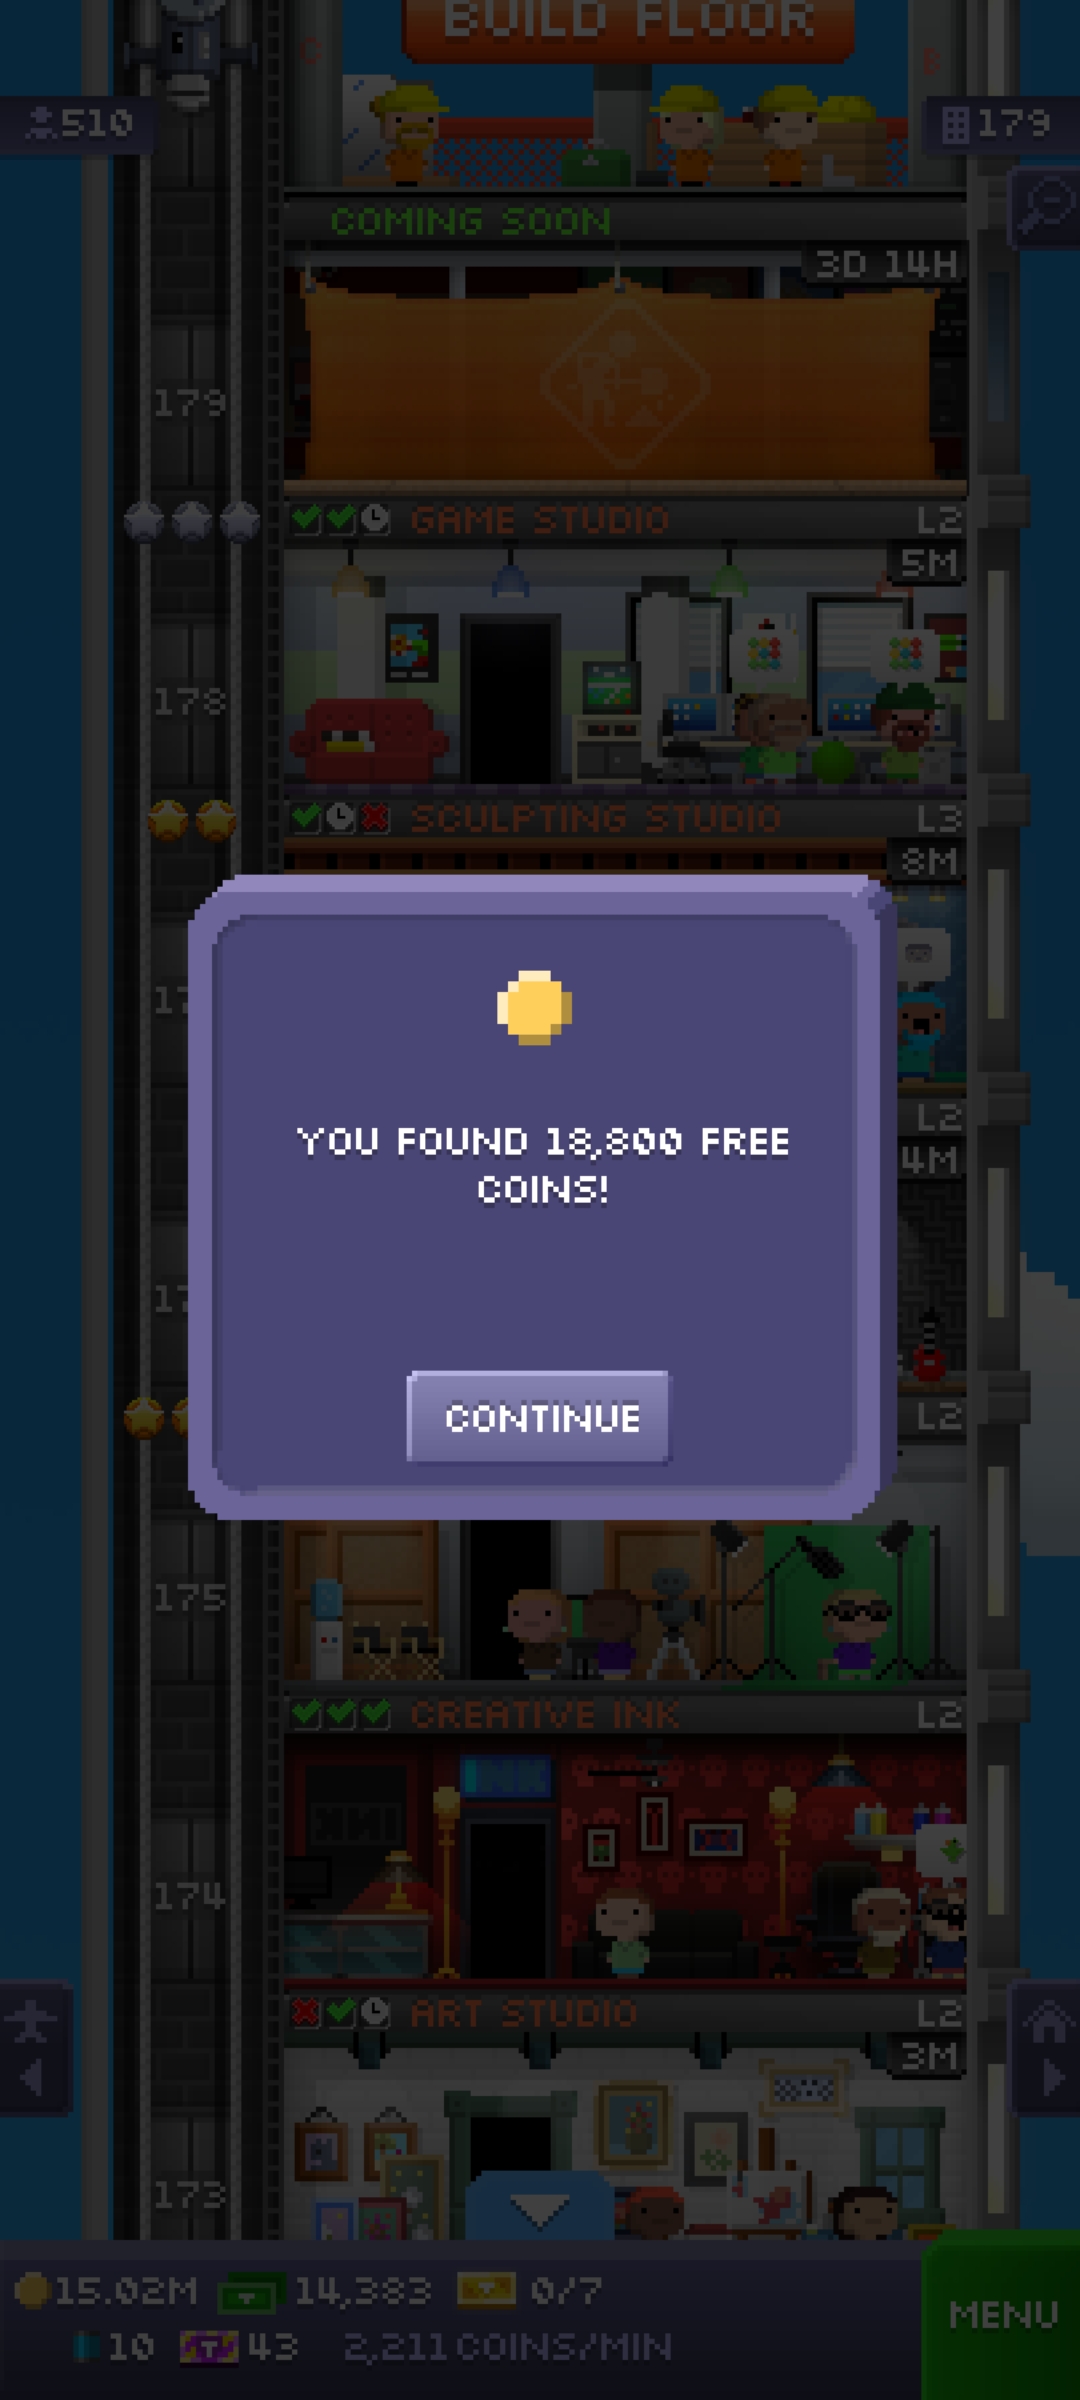 BUILD FLOOR
C
B
510
179
COMING SOON
3D 14H
179
GAME STUDIO L2
5M
178
SCULPTING STUDIO L3
8M
L2
4M
YOU FOUND 18,800 FREE
COINS!
CONTINUE
L2
175
CREATIVE INK L2
INK
174
ART STUDIO L2
3M
173
15.02M 14,383 0/7
10 T 43 2,211 COINS/MIN
MENU